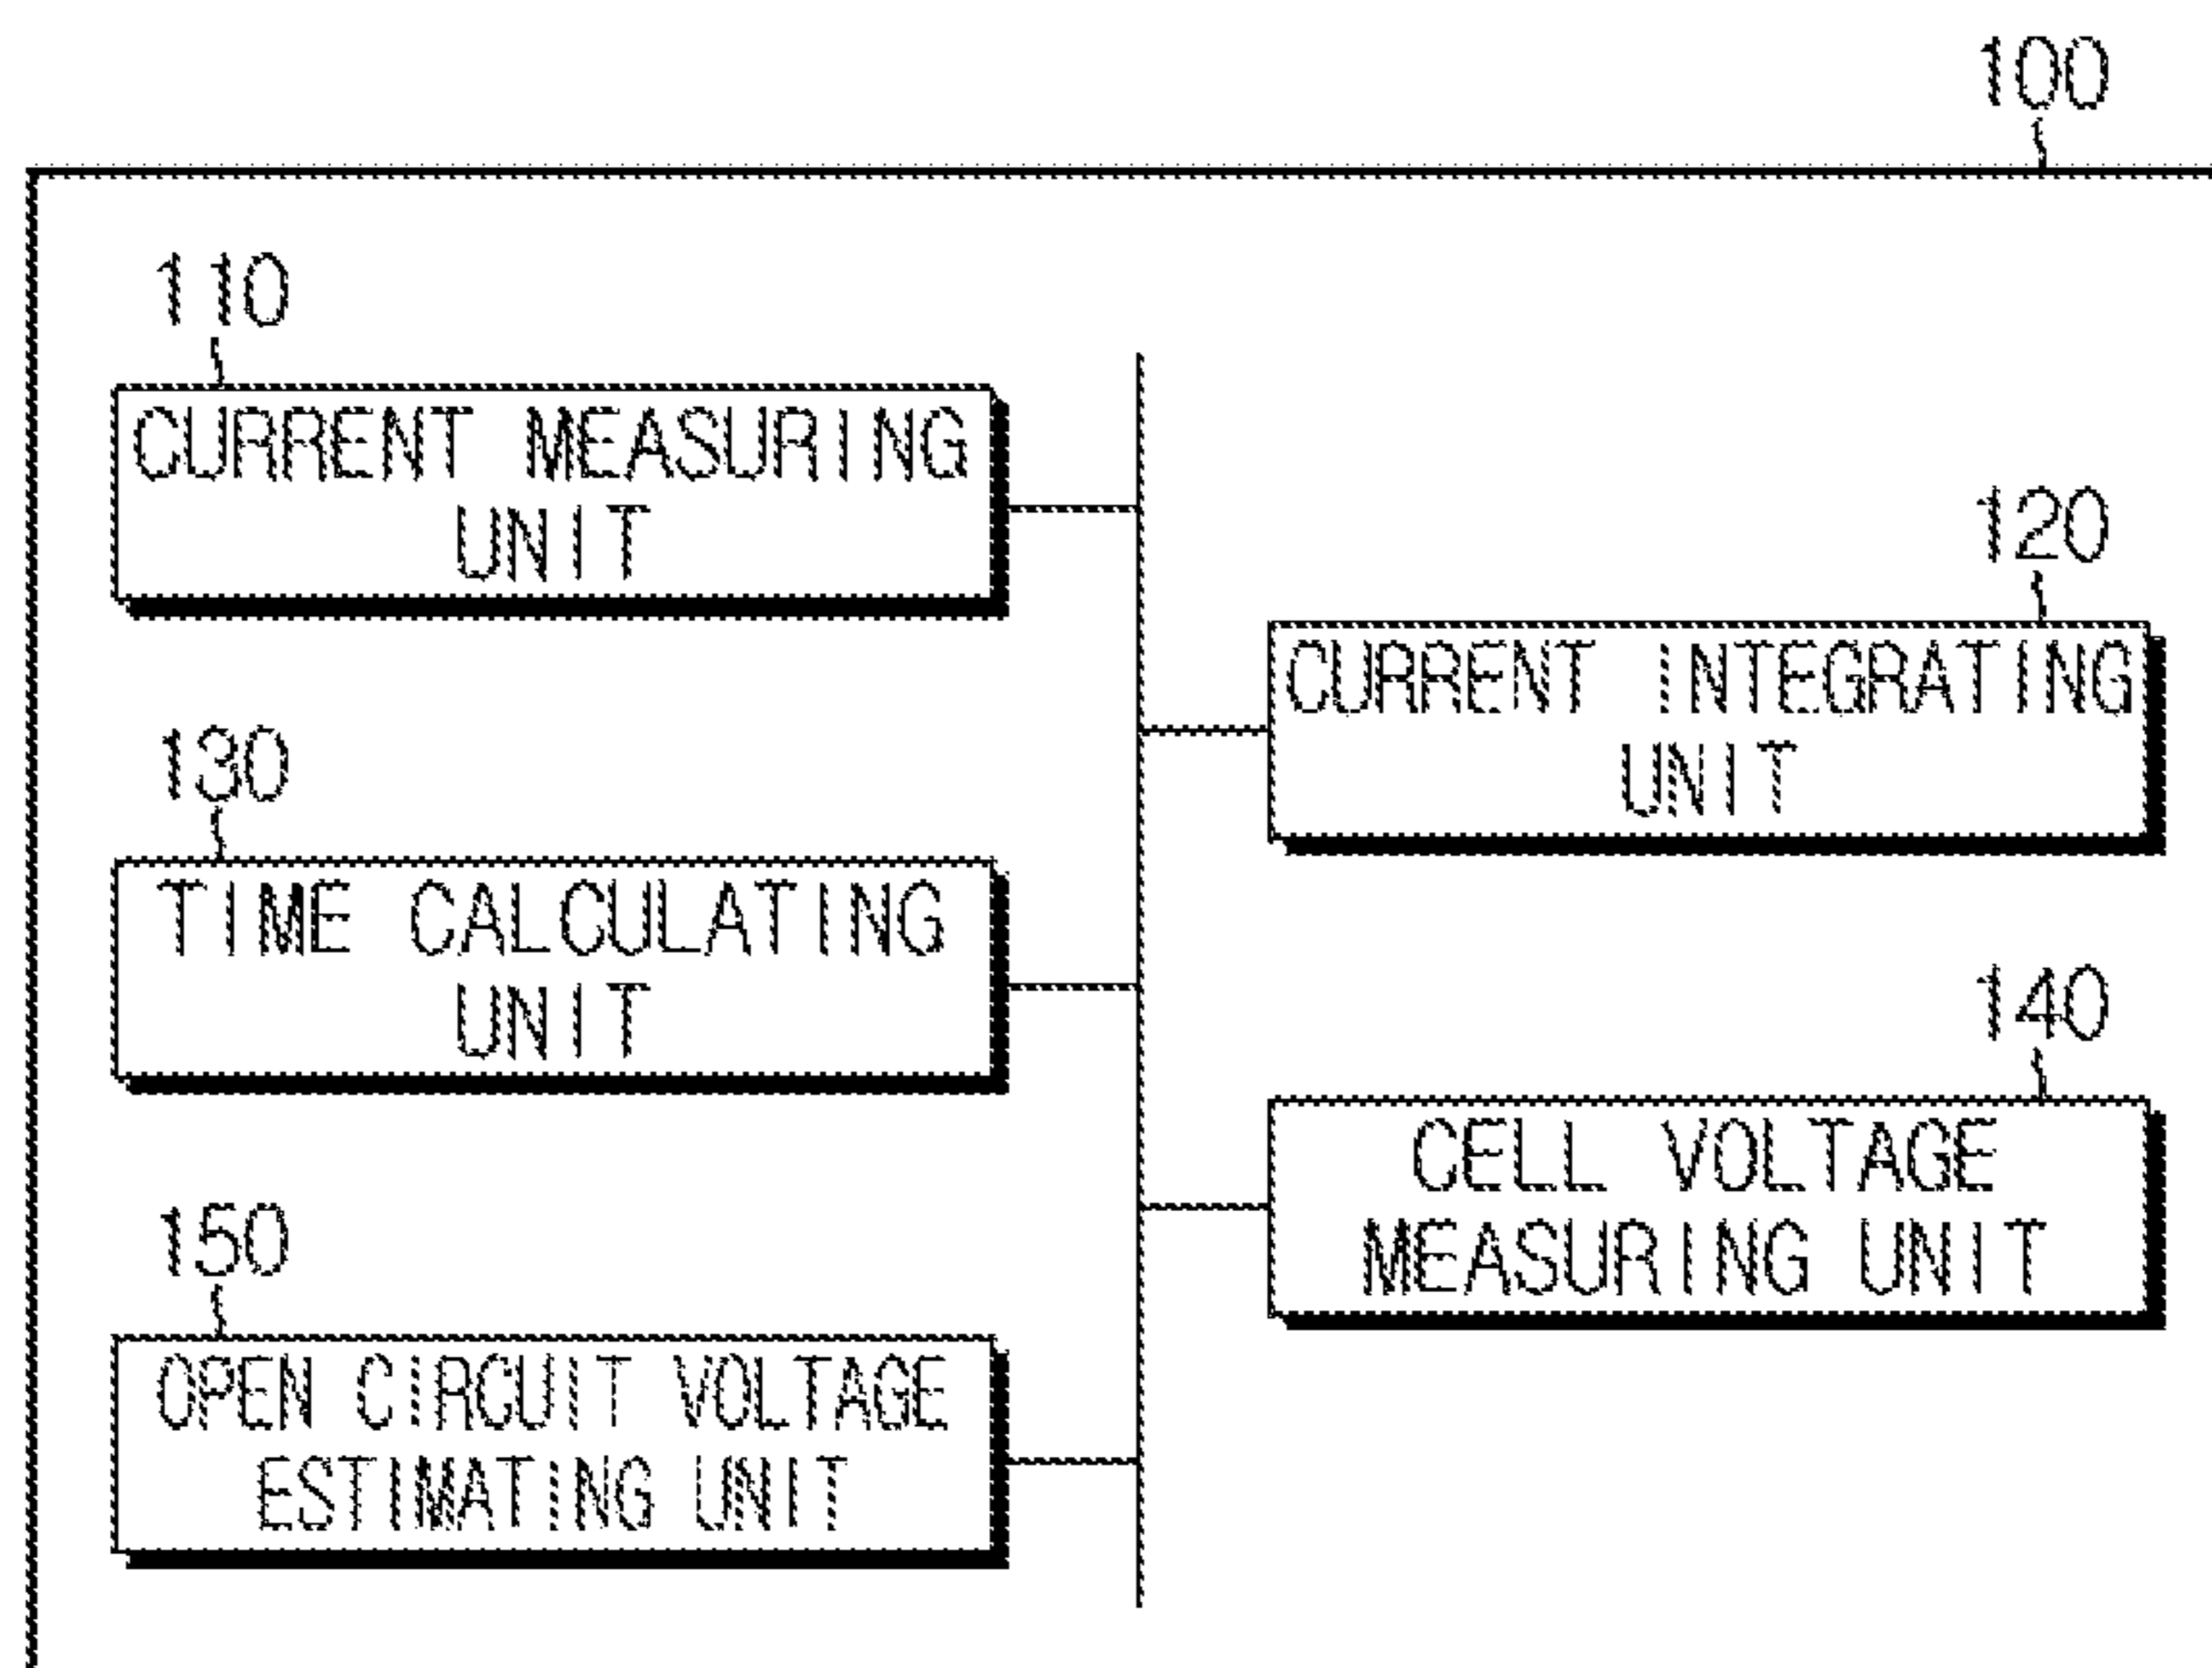 100
110
CURRENT MEASURING
UNIT
120
CURRENT INTEGRATING
UNIT
130
TIME CALCULATING
UNIT
140
CELL VOLTAGE
MEASURING UNIT
150
OPEN CIRCUIT VOLTAGE
ESTIMATING UNIT